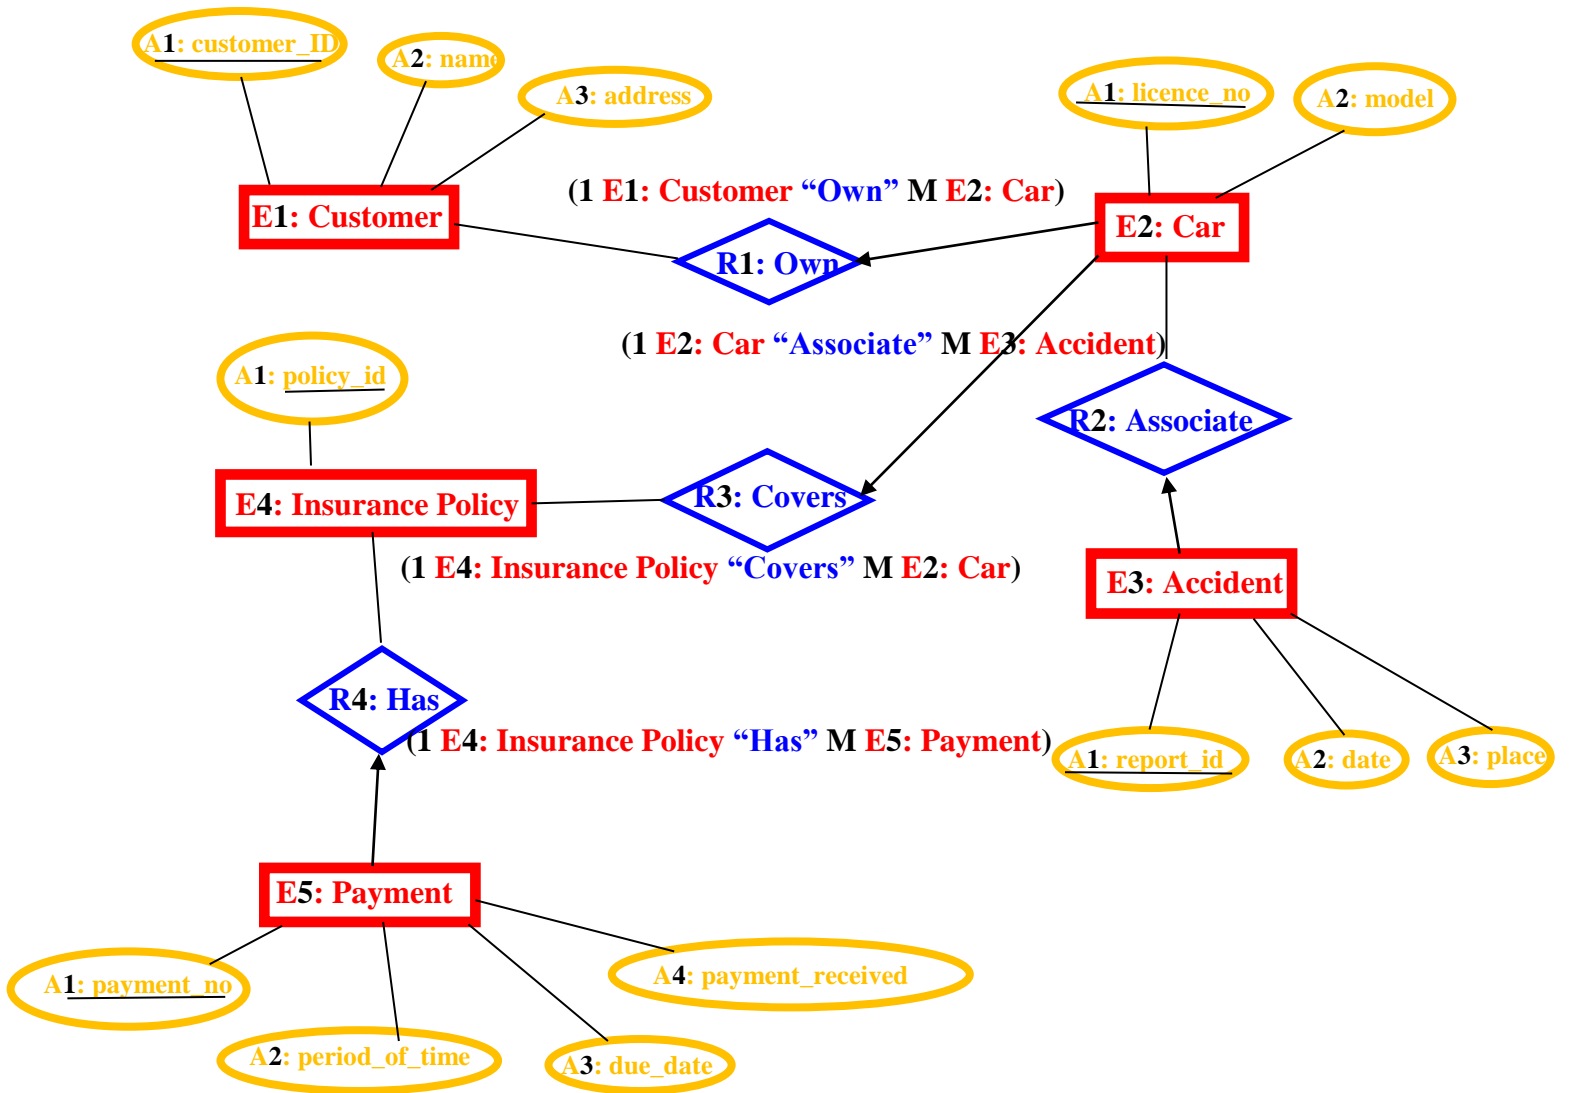 A1: customer_ID
A2: name
A3: address
A1: licence_no
A2: model
(1 E1: Customer “Own” M E2: Car)
E1: Customer
E2: Car
R1: Own
(1 E2: Car “Associate” M E3: Accident)
A1: policy_id
R2: Associate
E4: Insurance Policy
R3: Covers
(1 E4: Insurance Policy “Covers” M E2: Car)
E3: Accident
R4: Has
(1 E4: Insurance Policy “Has” M E5: Payment)
A1: report_id
A2: date
A3: place
E5: Payment
A1: payment_no
A4: payment_received
A2: period_of_time
A3: due_date